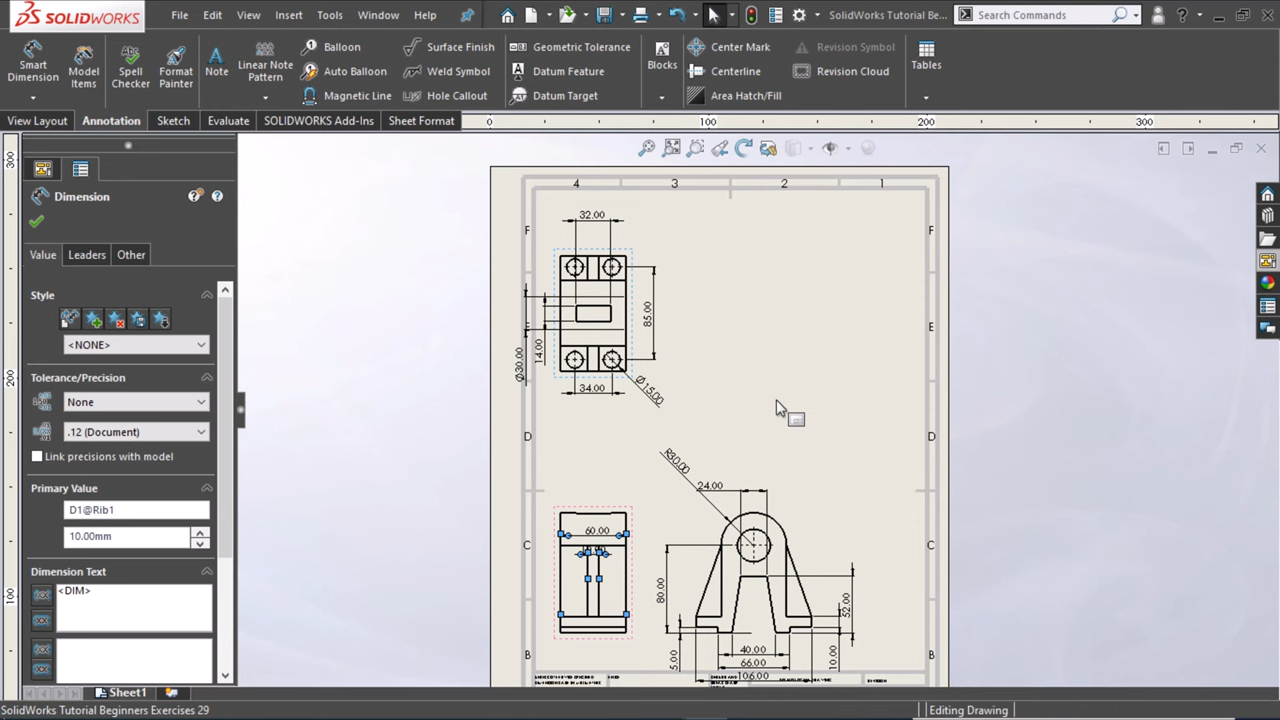 SOLIDWORKS File Edit View Insert Tools Window Help SolidWorks Tutorial Be... Search Commands
Smart Dimension
Model Items
Spell Checker
Format Painter
Note
Linear Note Pattern
Balloon
Auto Balloon
Magnetic Line
Surface Finish
Weld Symbol
Hole Callout
Geometric Tolerance
Datum Feature
Datum Target
Blocks
Center Mark
Centerline
Area Hatch/Fill
Revision Symbol
Revision Cloud
Tables
View Layout Annotation Sketch Evaluate SOLIDWORKS Add-Ins Sheet Format
0 100 200 300
300
200
100
Dimension
Value Leaders Other
Style
<NONE>
Tolerance/Precision
None
.12 (Document)
Link precisions with model
Primary Value
D1@Rib1
10.00mm
Dimension Text
<DIM>
4 3 2 1
F F
E E
D D
C C
B B
32.00
85.00
Ø30.00
14.00
34.00
Ø15.00
R30.00
24.00
60.00
80.00
52.00
5.00
40.00
10.00
66.00
106.00
Sheet1
SolidWorks Tutorial Beginners Exercises 29 Editing Drawing